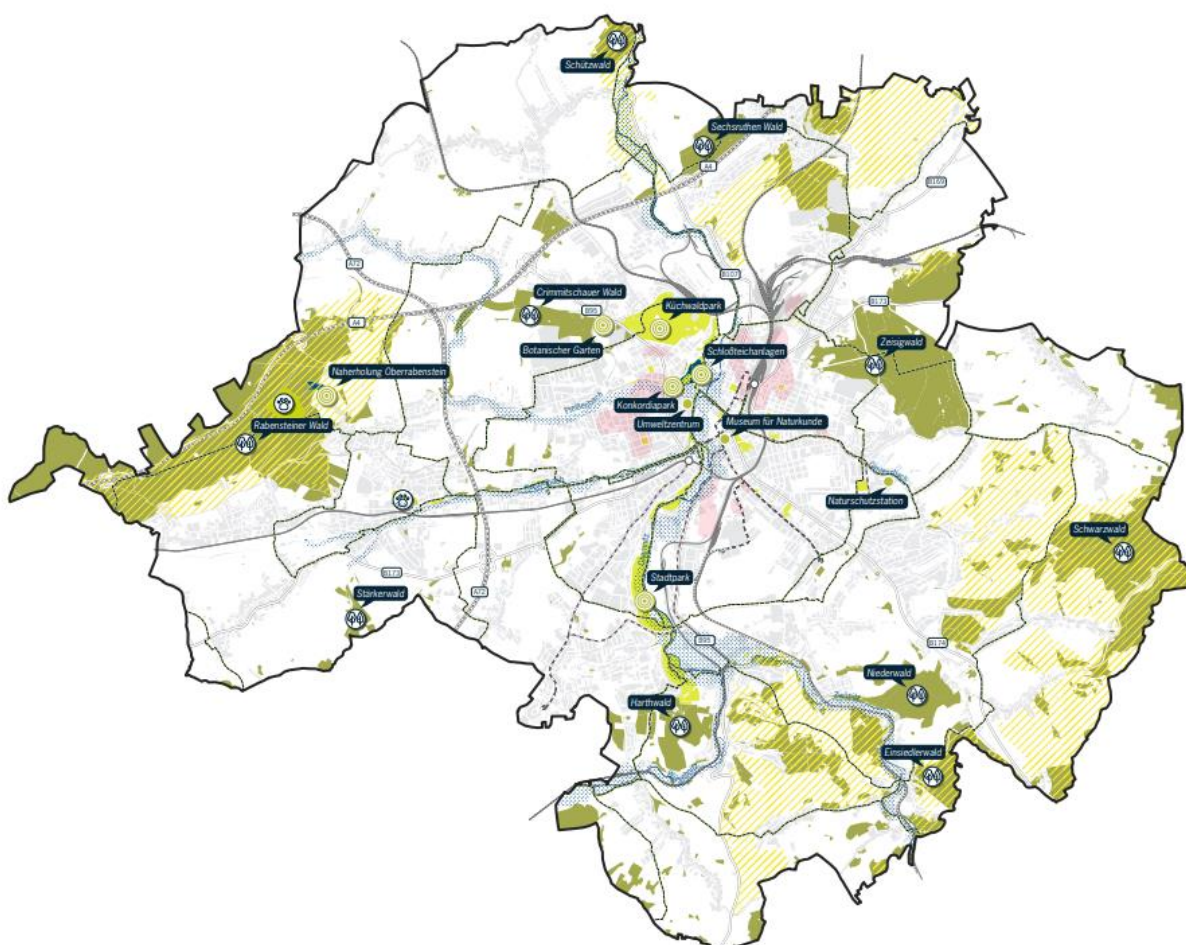 Schützwald
Sechsruthen Wald
A4
B169
A72
B107
Crimmitschauer Wald
B95
Küchwaldpark
B173
Botanischer Garten
Schloßteichanlagen
Zeisigwald
A4
Naherholung Oberrabenstein
Konkordiapark
Umweltzentrum
Museum für Naturkunde
Rabensteiner Wald
Naturschutzstation
Schwarzwald
B173
Stadtpark
A72
Stärkerwald
B95
B174
Niederwald
Harthwald
Einsiedlerwald